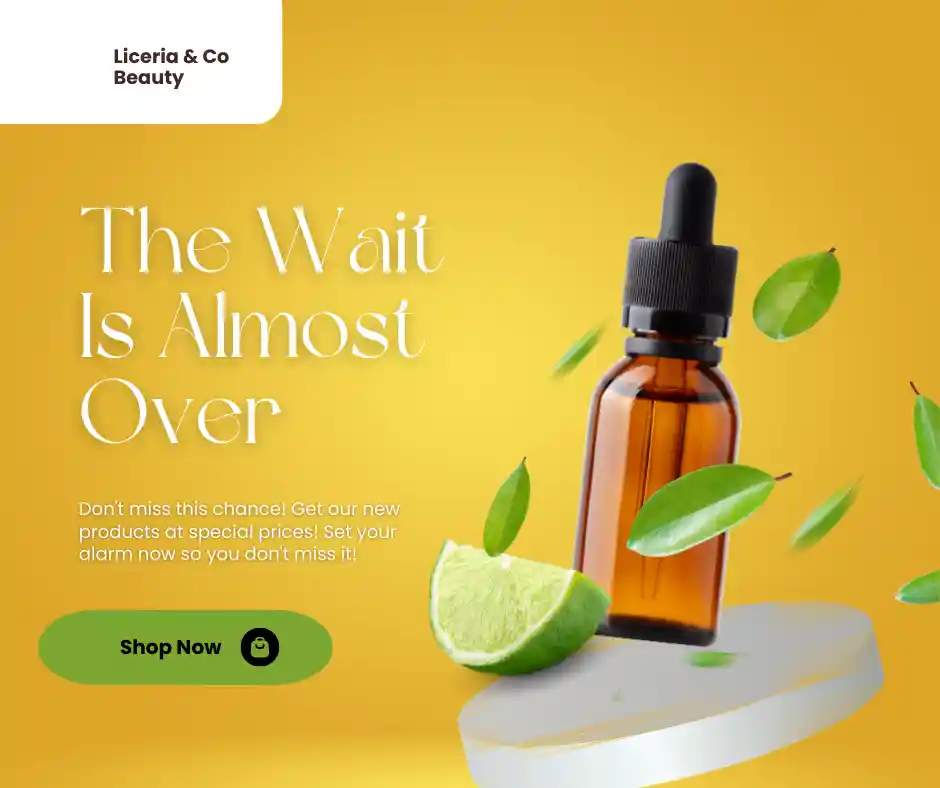 Liceria & Co
Beauty
The Wait
Is Almost
Over
Don't miss this chance! Get our new
products at special prices! Set your
alarm now so you don't miss it!
Shop Now